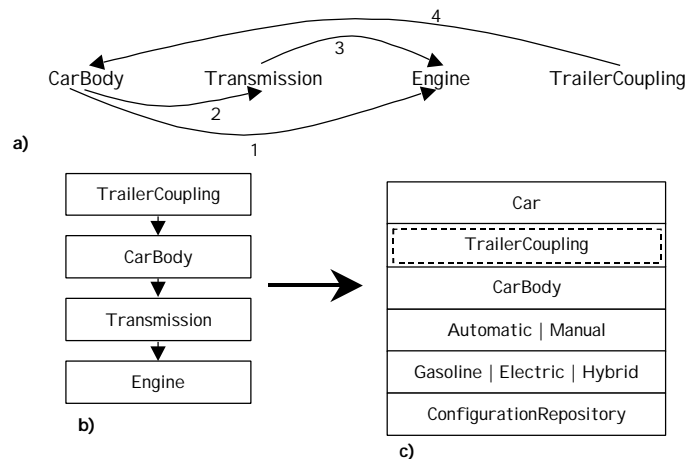 4
3
CarBody Transmission Engine TrailerCoupling
2
1
a)
TrailerCoupling
CarBody
Transmission
Engine
b)
Car
TrailerCoupling
CarBody
Automatic | Manual
Gasoline | Electric | Hybrid
ConfigurationRepository
c)